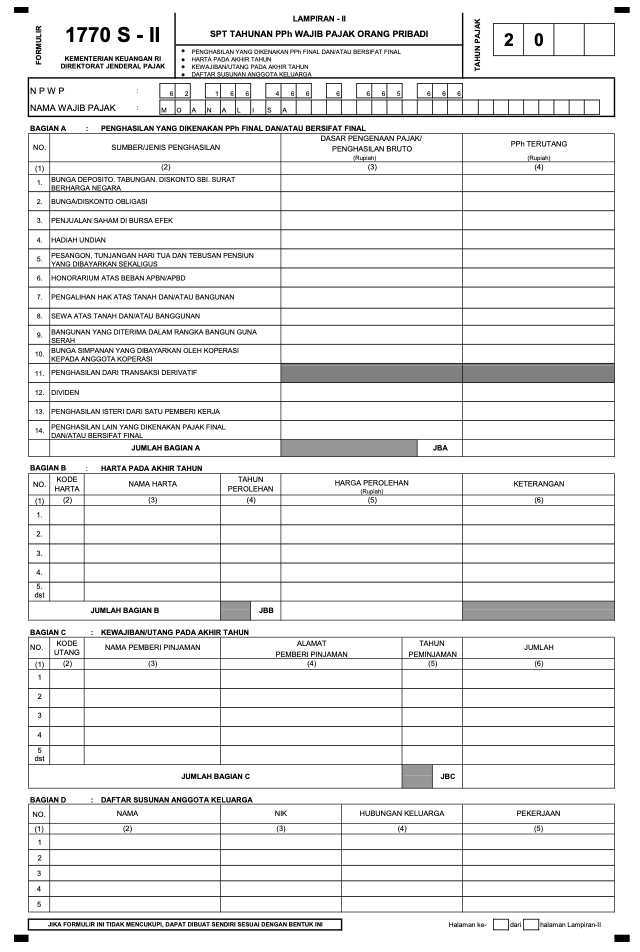 LAMPIRAN - II
FORMULIR
1770 S - II
SPT TAHUNAN PPh WAJIB PAJAK ORANG PRIBADI
TAHUN PAJAK
2 0
KEMENTERIAN KEUANGAN RI
DIREKTORAT JENDERAL PAJAK
● PENGHASILAN YANG DIKENAKAN PPh FINAL DAN/ATAU BERSIFAT FINAL
● HARTA PADA AKHIR TAHUN
● KEWAJIBAN/UTANG PADA AKHIR TAHUN
● DAFTAR SUSUNAN ANGGOTA KELUARGA
N P W P : 6 2 1 6 6 4 6 6 6 6 6 5 6 6 6
NAMA WAJIB PAJAK : M O A N A L I S A
BAGIAN A : PENGHASILAN YANG DIKENAKAN PPh FINAL DAN/ATAU BERSIFAT FINAL
NO. SUMBER/JENIS PENGHASILAN DASAR PENGENAAN PAJAK/ PENGHASILAN BRUTO (Rupiah) PPh TERUTANG (Rupiah)
(1) (2) (3) (4)
1. BUNGA DEPOSITO, TABUNGAN, DISKONTO SBI, SURAT
BERHARGA NEGARA
2. BUNGA/DISKONTO OBLIGASI
3. PENJUALAN SAHAM DI BURSA EFEK
4. HADIAH UNDIAN
5. PESANGON, TUNJANGAN HARI TUA DAN TEBUSAN PENSIUN
YANG DIBAYARKAN SEKALIGUS
6. HONORARIUM ATAS BEBAN APBN/APBD
7. PENGALIHAN HAK ATAS TANAH DAN/ATAU BANGUNAN
8. SEWA ATAS TANAH DAN/ATAU BANGGUNAN
9. BANGUNAN YANG DITERIMA DALAM RANGKA BANGUN GUNA
SERAH
10. BUNGA SIMPANAN YANG DIBAYARKAN OLEH KOPERASI
KEPADA ANGGOTA KOPERASI
11. PENGHASILAN DARI TRANSAKSI DERIVATIF
12. DIVIDEN
13. PENGHASILAN ISTERI DARI SATU PEMBERI KERJA
14. PENGHASILAN LAIN YANG DIKENAKAN PAJAK FINAL
DAN/ATAU BERSIFAT FINAL
JUMLAH BAGIAN A JBA
BAGIAN B : HARTA PADA AKHIR TAHUN
NO. KODE HARTA NAMA HARTA TAHUN PEROLEHAN HARGA PEROLEHAN (Rupiah) KETERANGAN
(1) (2) (3) (4) (5) (6)
1.
2.
3.
4.
5.
dst
JUMLAH BAGIAN B JBB
BAGIAN C : KEWAJIBAN/UTANG PADA AKHIR TAHUN
NO. KODE UTANG NAMA PEMBERI PINJAMAN ALAMAT PEMBERI PINJAMAN TAHUN PEMINJAMAN JUMLAH
(1) (2) (3) (4) (5) (6)
1
2
3
4
5
dst
JUMLAH BAGIAN C JBC
BAGIAN D : DAFTAR SUSUNAN ANGGOTA KELUARGA
NO. NAMA NIK HUBUNGAN KELUARGA PEKERJAAN
(1) (2) (3) (4) (5)
1
2
3
4
5
JIKA FORMULIR INI TIDAK MENCUKUPI, DAPAT DIBUAT SENDIRI SESUAI DENGAN BENTUK INI
Halaman ke- dari halaman Lampiran-II